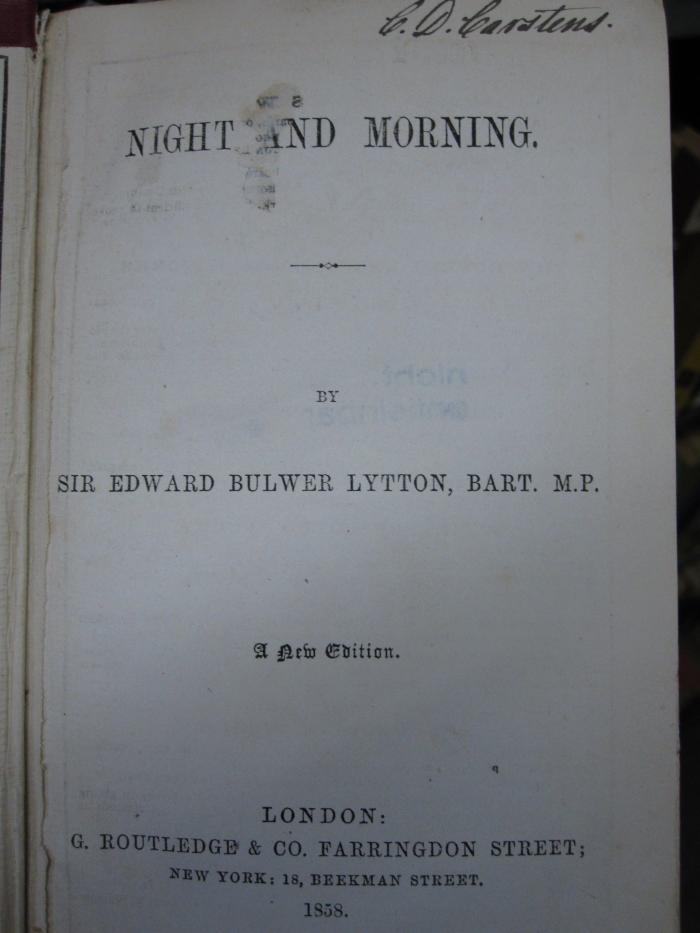 C. D. Carstens.
NIGHT AND MORNING.
BY
SIR EDWARD BULWER LYTTON, BART. M.P.
A New Edition.
LONDON:
G. ROUTLEDGE & CO. FARRINGDON STREET;
NEW YORK: 18, BEEKMAN STREET.
1858.